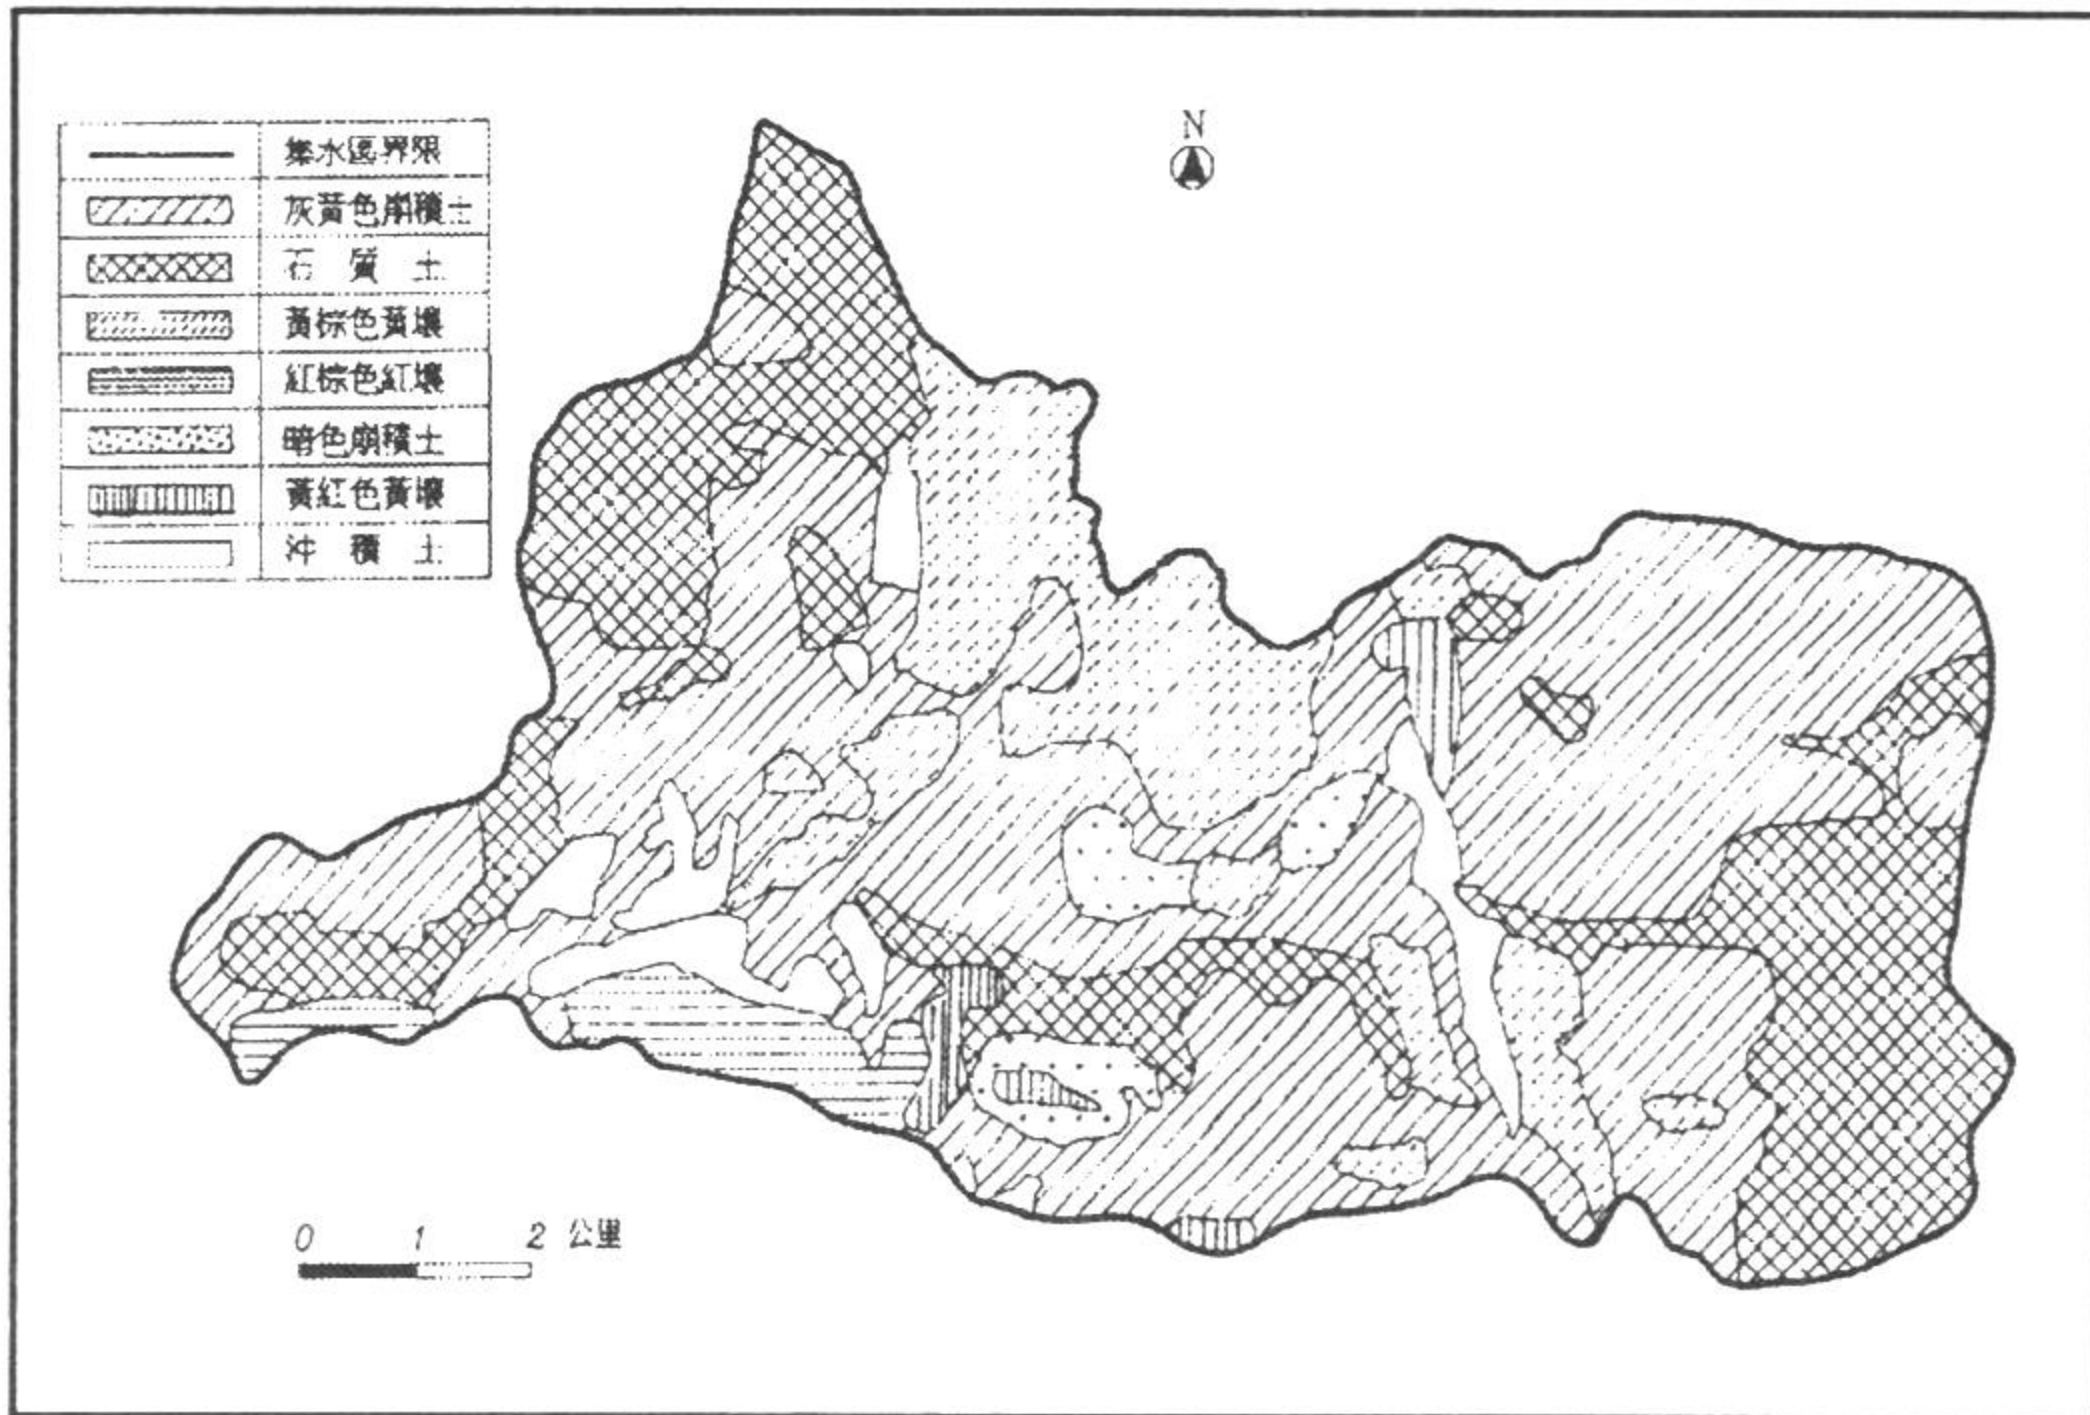 N
集水區界限
灰黃色崩積土
石質土
黃棕色黃壤
紅棕色紅壤
暗色崩積土
黃紅色黃壤
沖積土
0 1 2 公里